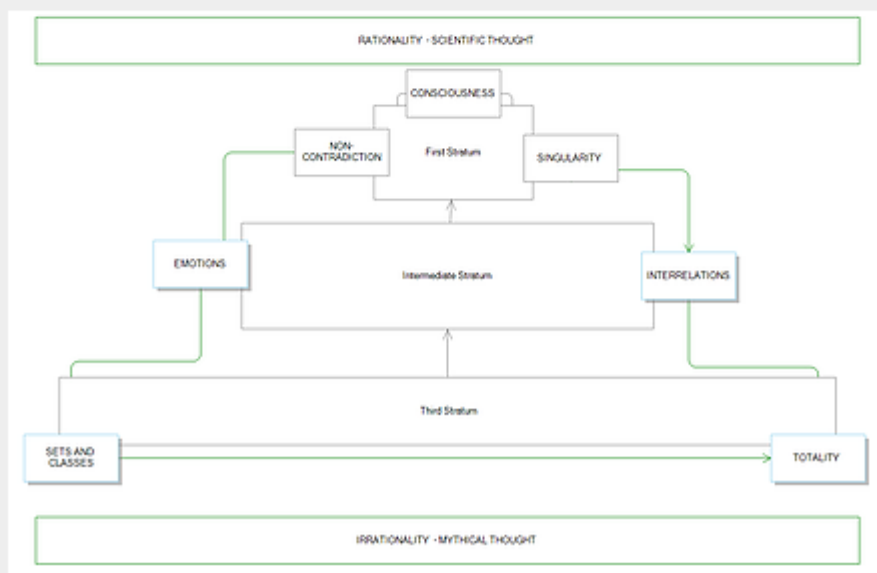 RATIONALITY - SCIENTIFIC THOUGHT
CONSCIOUSNESS
NON-
CONTRADICTION
First Stratum
SINGULARITY
EMOTIONS
Intermediate Stratum
INTERRELATIONS
Third Stratum
SETS AND
CLASSES
TOTALITY
IRRATIONALITY - MYTHICAL THOUGHT